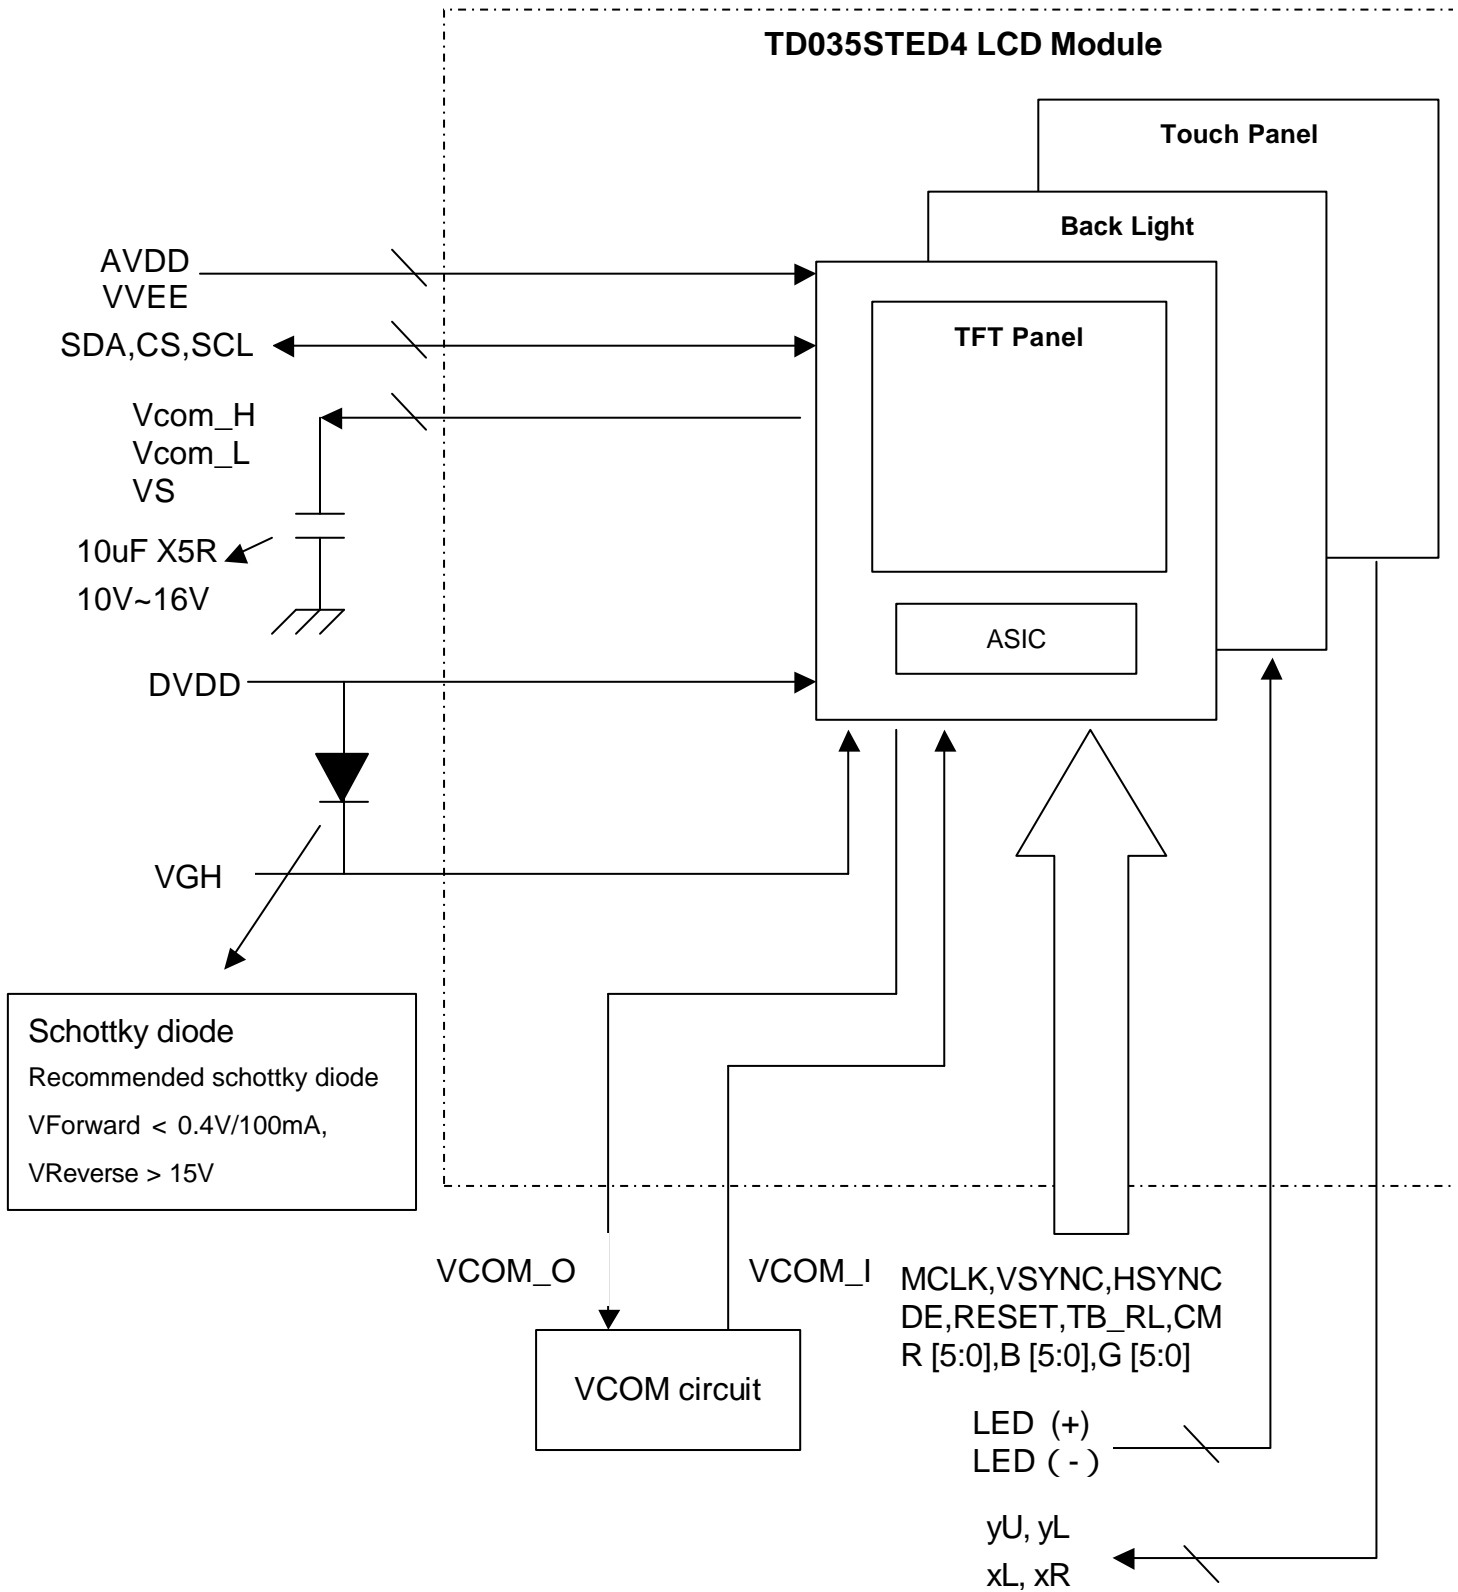 TD035STED4 LCD Module
Touch Panel
Back Light
TFT Panel
ASIC
AVDD
VVEE
SDA,CS,SCL
Vcom_H
Vcom_L
VS
10uF X5R
10V~16V
DVDD
VGH
Schottky diode
Recommended schottky diode
VForward < 0.4V/100mA,
VReverse > 15V
VCOM_O
VCOM_I
VCOM circuit
MCLK,VSYNC,HSYNC
DE,RESET,TB_RL,CM
R [5:0],B [5:0],G [5:0]
LED (+)
LED ( - )
yU, yL
xL, xR